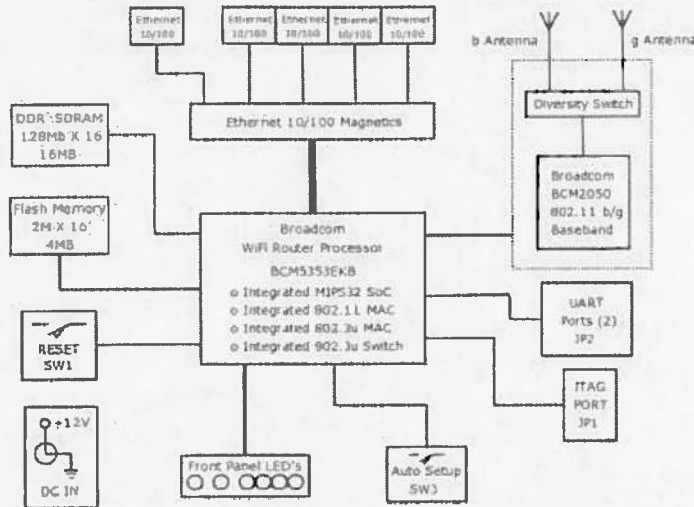 Ethernet
10/100
Ethernet
10/100
Ethernet
10/100
Ethernet
10/100
Ethernet
10/100
b Antenna
g Antenna
Ethernet 10/100 Magnetics
Diversity Switch
DDR SDRAM
128Mb X 16
16MB
Broadcom
BCM2050
802.11 b/g
Baseband
Flash Memory
2M X 16
4MB
Broadcom
WiFi Router Processor
BCM5353EKB
o Integrated MIPS32 SoC
o Integrated 802.11 MAC
o Integrated 802.3u MAC
o Integrated 802.3u Switch
UART
Ports (2)
JP2
RESET
SW1
JTAG
PORT
JP1
+12V
DC IN
Front Panel LED's
Auto Setup
SW3